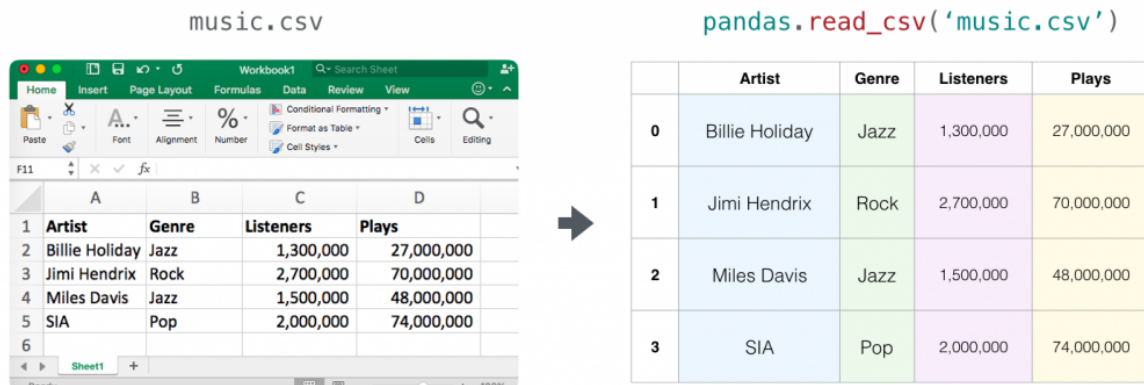 music.csv
Workbook1
Search Sheet
Home Insert Page Layout Formulas Data Review View
Paste
Font
Alignment
%
Number
Conditional Formatting
Format as Table
Cell Styles
Cells
Editing
F11
fx
A B C D
1 Artist Genre Listeners Plays
2 Billie Holiday Jazz 1,300,000 27,000,000
3 Jimi Hendrix Rock 2,700,000 70,000,000
4 Miles Davis Jazz 1,500,000 48,000,000
5 SIA Pop 2,000,000 74,000,000
6
Sheet1 +
pandas.read_csv(‘music.csv’)
Artist Genre Listeners Plays
0 Billie Holiday Jazz 1,300,000 27,000,000
1 Jimi Hendrix Rock 2,700,000 70,000,000
2 Miles Davis Jazz 1,500,000 48,000,000
3 SIA Pop 2,000,000 74,000,000